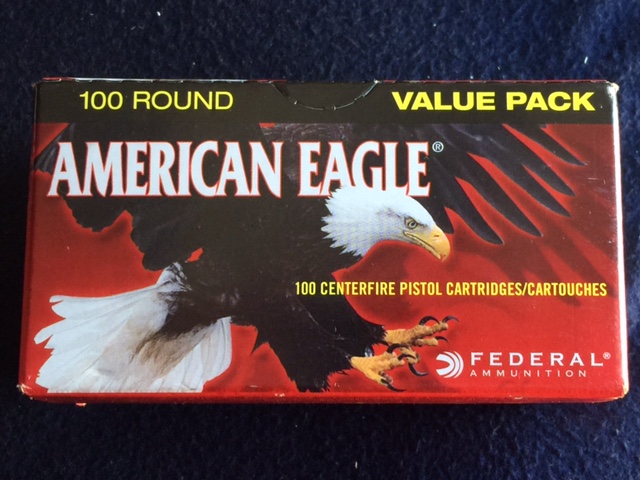 100 ROUND VALUE PACK
AMERICAN EAGLE®
100 CENTERFIRE PISTOL CARTRIDGES/CARTOUCHES
FEDERAL®
AMMUNITION